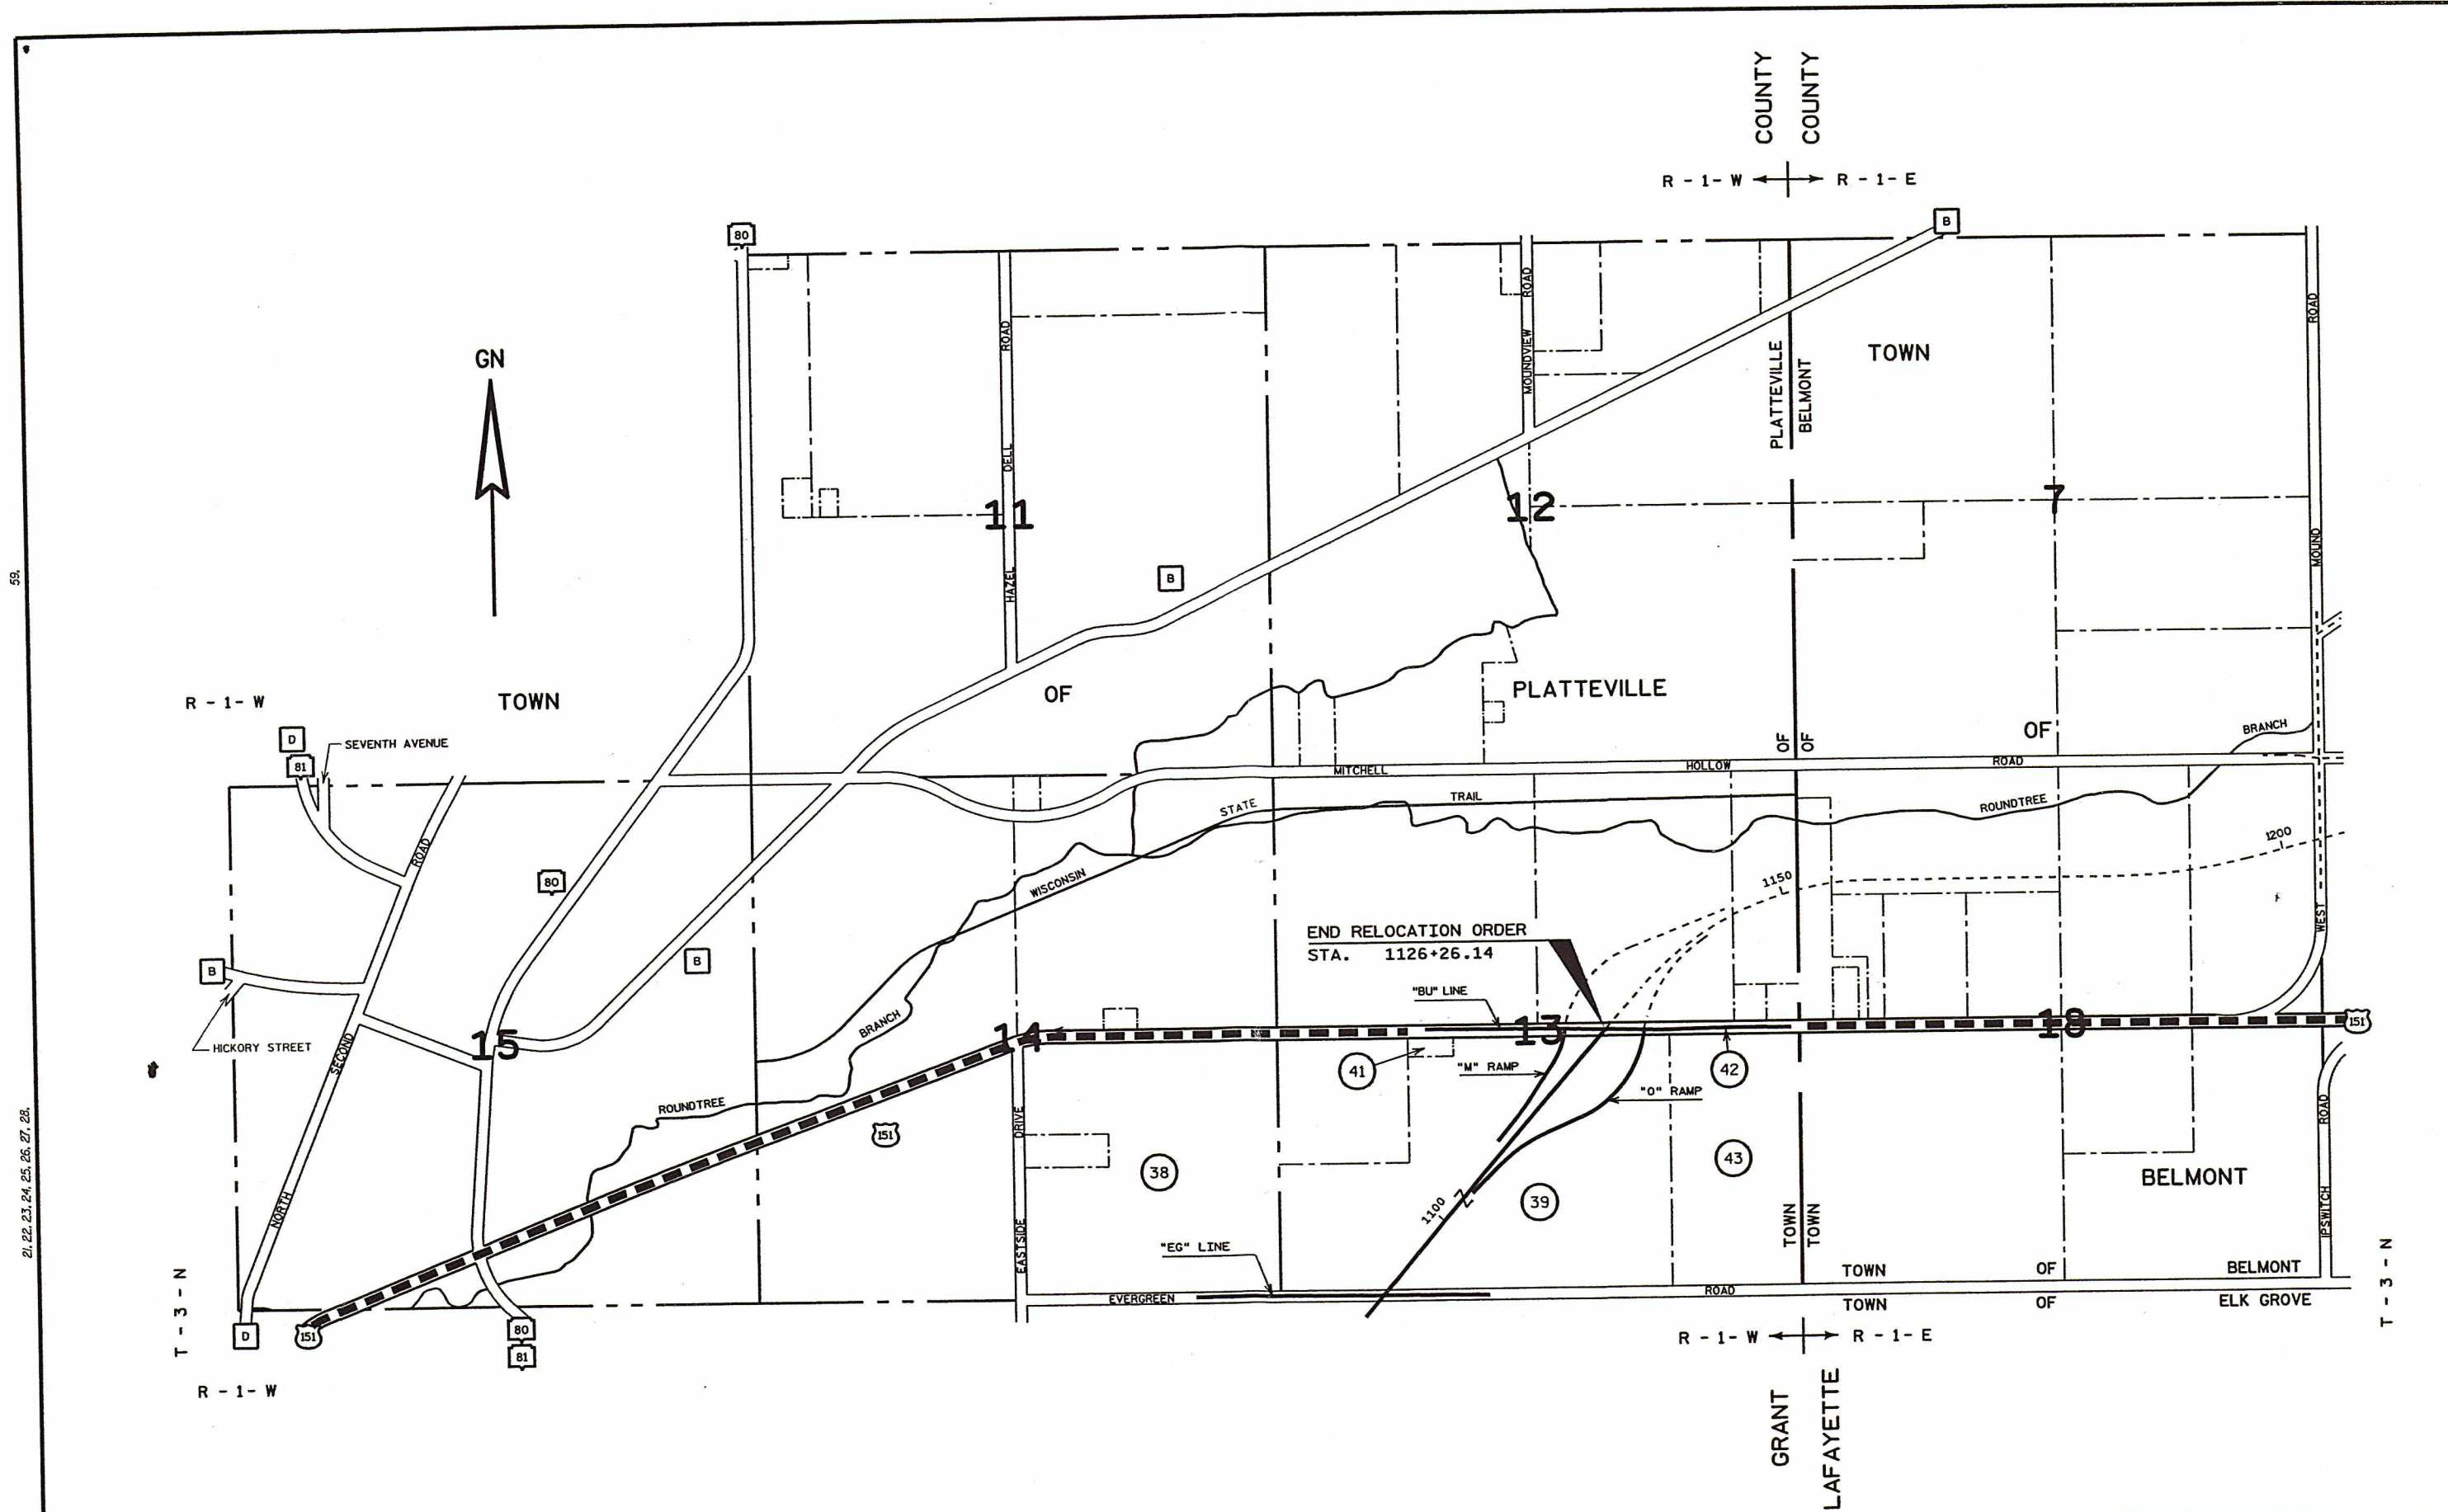 COUNTY
COUNTY
R - 1 - W
R - 1 - E
B
80
GN
ROAD
DELL
HAZEL
ROAD
MOUNDVIEW
PLATTEVILLE
BELMONT
TOWN
ROAD
MOUND
11
12
7
B
59.
R - 1 - W
TOWN
OF
PLATTEVILLE
OF
OF
OF
BRANCH
D
81
SEVENTH AVENUE
MITCHELL
HOLLOW
ROAD
STATE
TRAIL
ROUNDTREE
1200
ROAD
80
WISCONSIN
1150
WEST
END RELOCATION ORDER
STA. 1126+26.14
B
B
"BU" LINE
HICKORY STREET
15
BRANCH
14
13
18
151
SECOND
41
"M" RAMP
42
"O" RAMP
ROUNDTREE
151
DRIVE
ROAD
38
43
39
BELMONT
21, 22, 23, 24, 25, 26, 27, 28,
NORTH
1100
TOWN
TOWN
IPSWITCH
EASTSIDE
"EG" LINE
TOWN OF BELMONT
EVERGREEN
ROAD
TOWN OF ELK GROVE
T - 3 - N
T - 3 - N
D
151
80
81
R - 1 - W
R - 1 - E
R - 1 - W
GRANT
LAFAYETTE